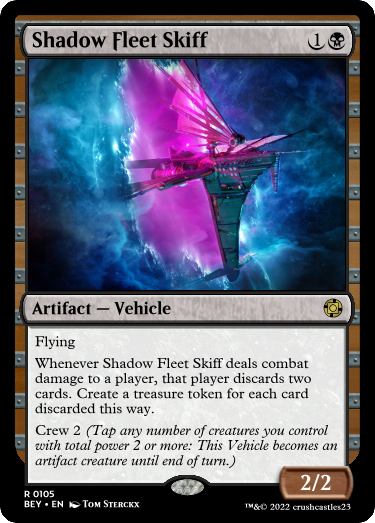 Shadow Fleet Skiff 1
Artifact — Vehicle
Flying
Whenever Shadow Fleet Skiff deals combat
damage to a player, that player discards two
cards. Create a treasure token for each card
discarded this way.
Crew 2 (Tap any number of creatures you control
with total power 2 or more: This Vehicle becomes an
artifact creature until end of turn.)
2/2
R 0105
BEY • EN Tom Sterckx
™&© 2022 crushcastles23